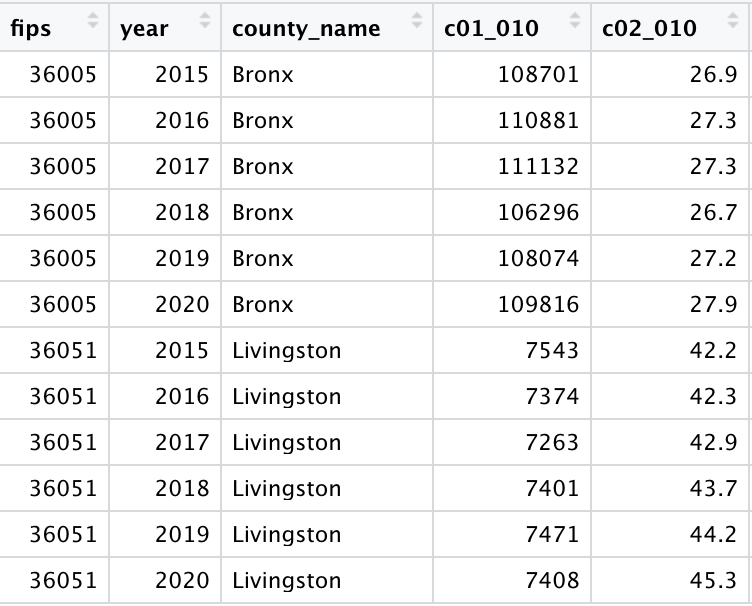 fips year county_name c01_010 c02_010
36005 2015 Bronx 108701 26.9
36005 2016 Bronx 110881 27.3
36005 2017 Bronx 111132 27.3
36005 2018 Bronx 106296 26.7
36005 2019 Bronx 108074 27.2
36005 2020 Bronx 109816 27.9
36051 2015 Livingston 7543 42.2
36051 2016 Livingston 7374 42.3
36051 2017 Livingston 7263 42.9
36051 2018 Livingston 7401 43.7
36051 2019 Livingston 7471 44.2
36051 2020 Livingston 7408 45.3